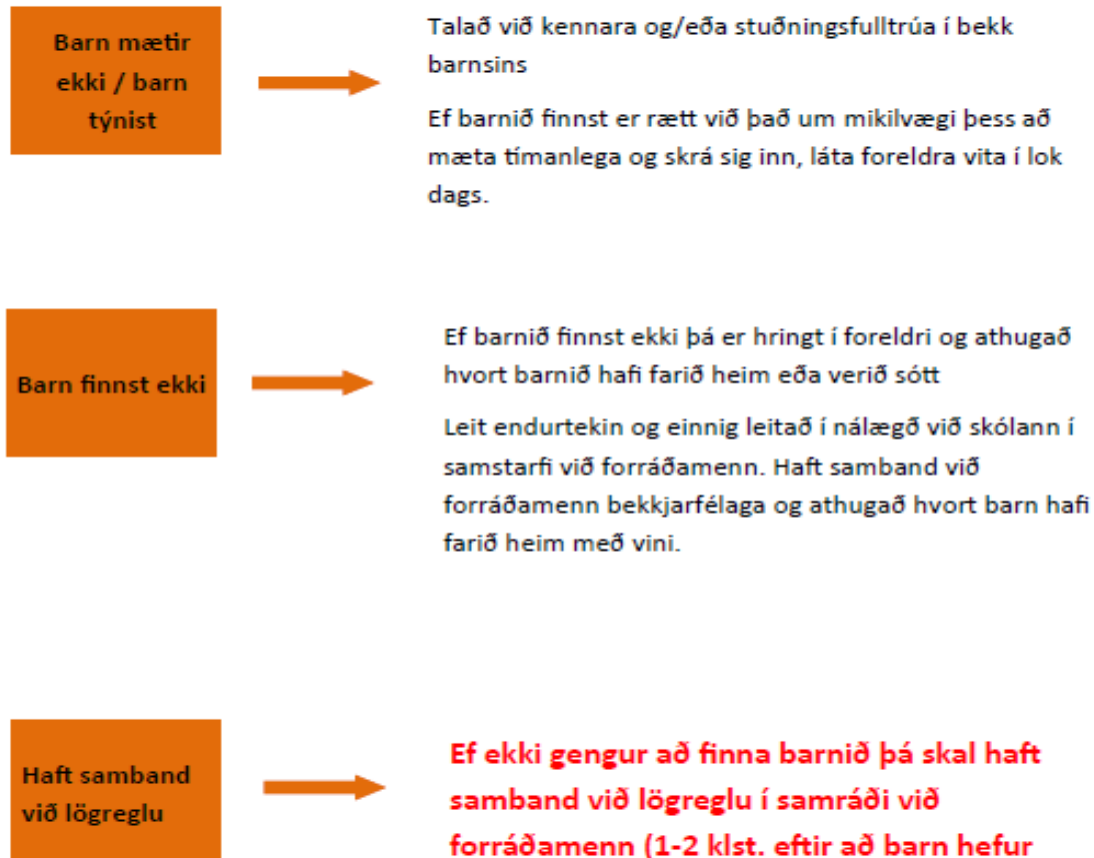 Barn mætir
ekki / barn
týnist
Talað við kennara og/eða stuðningsfulltrúa í bekk
barnsins
Ef barnið finnst er rætt við það um mikilvægi þess að
mæta tímanlega og skrá sig inn, láta foreldra vita í lok
dags.
Barn finnst ekki
Ef barnið finnst ekki þá er hringt í foreldri og athugað
hvort barnið hafi farið heim eða verið sótt
Leit endurtekin og einnig leitað í nálægð við skólann í
samstarfi við forráðamenn. Haft samband við
forráðamenn bekkjarfélaga og athugað hvort barn hafi
farið heim með vini.
Haft samband
við lögreglu
Ef ekki gengur að finna barnið þá skal haft
samband við lögreglu í samráði við
forráðamenn (1-2 klst. eftir að barn hefur